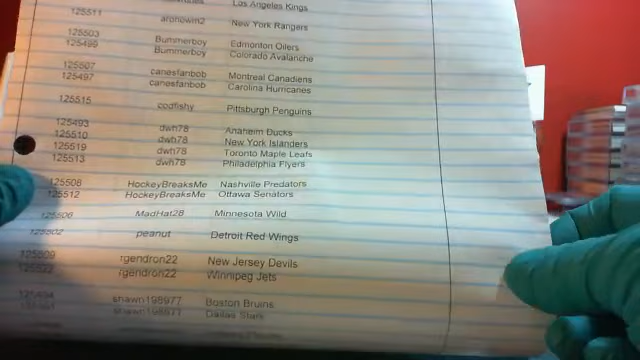 Los Angeles Kings
125511 aronowin2 New York Rangers
125503 Bummerboy Edmonton Oilers
125499 Bummerboy Colorado Avalanche
125507 canesfanbob Montreal Canadiens
125497 canesfanbob Carolina Hurricanes
125515 codfishy Pittsburgh Penguins
125493 dwh78 Anaheim Ducks
125510 dwh78 New York Islanders
125519 dwh78 Toronto Maple Leafs
125513 dwh78 Philadelphia Flyers
125508 HockeyBreaksMe Nashville Predators
125512 HockeyBreaksMe Ottawa Senators
125506 MadHat28 Minnesota Wild
125502 peanut Detroit Red Wings
125509 rgendron22 New Jersey Devils
125522 rgendron22 Winnipeg Jets
125494 shawn198977 Boston Bruins
shawn198977 Dallas Stars